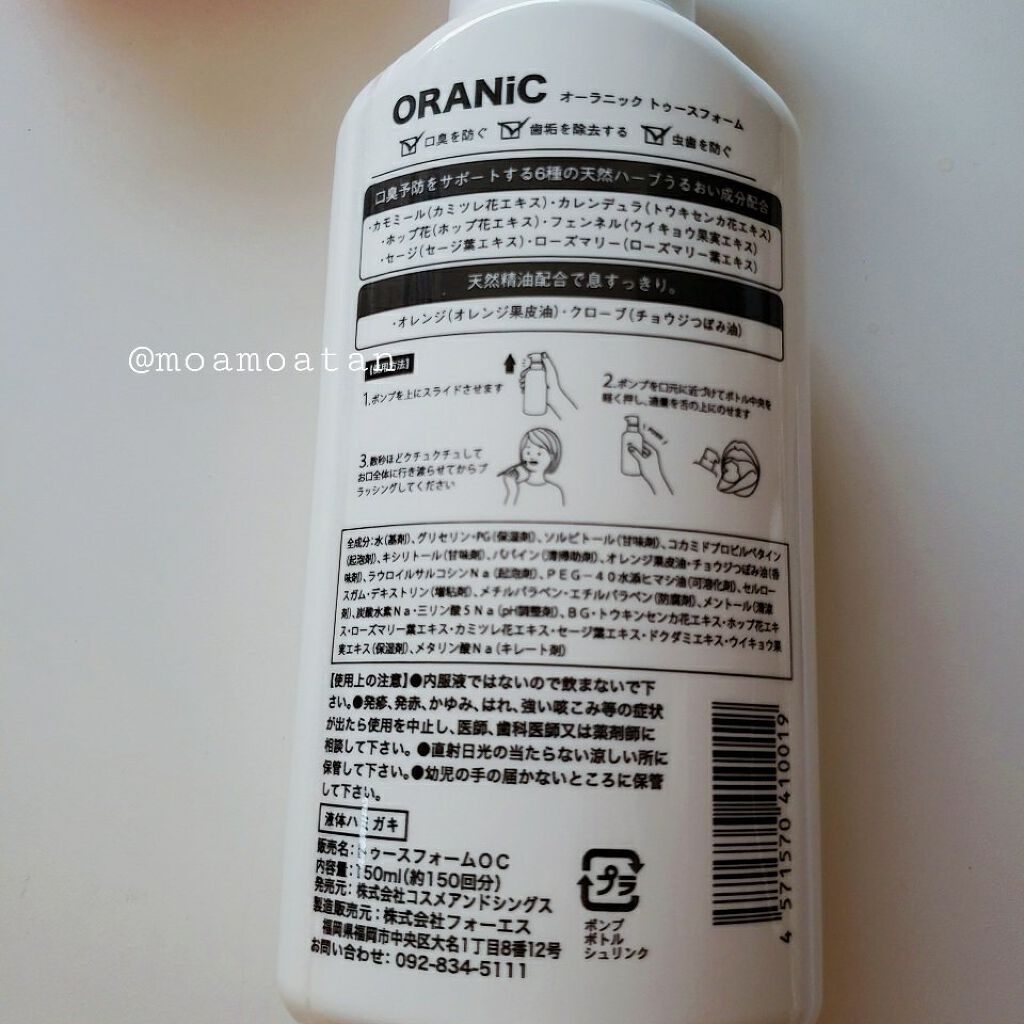 ORANiC オーラニック トゥースフォーム
口臭を防ぐ 歯垢を除去する 虫歯を防ぐ
口臭予防をサポートする6種の天然ハーブうるおい成分配合
・カモミール(カミツレ花エキス)・カレンデュラ(トウキセンカ花エキス)
・ホップ花(ホップ花エキス)・フェンネル(ウイキョウ果実エキス)
・セージ(セージ葉エキス)・ローズマリー(ローズマリー葉エキス)
天然精油配合で息すっきり。
・オレンジ(オレンジ果皮油)・クローブ(チョウジつぼみ油)
@moamoatan
【使用方法】
1.ポンプを上にスライドさせます
2.ポンプを口元に近づけてボトル中央を
軽く押し、適量を舌の上にのせます
3.数秒ほどクチュクチュして
お口全体に行き渡らせてからブ
ラッシングしてください
全成分:水(基剤)、グリセリン・PG(保湿剤)、ソルビトール(甘味剤)、コカミドプロピルベタイン
(起泡剤)、キシリトール(甘味剤)、パパイン(清掃助剤)、オレンジ果皮油・チョウジつぼみ油(香
味剤)、ラウロイルサルコシンNa(起泡剤)、PEG-40水添ヒマシ油(可溶化剤)、セルロー
スガム・デキストリン(増粘剤)、メチルパラベン・エチルパラベン(防腐剤)、メントール(清涼
剤)、炭酸水素Na・三リン酸5Na(pH調整剤)、BG・トウキンセンカ花エキス・ホップ花エキ
ス・ローズマリー葉エキス・カミツレ花エキス・セージ葉エキス・ドクダミエキス・ウイキョウ果
実エキス(保湿剤)、メタリン酸Na(キレート剤)
【使用上の注意】●内服液ではないので飲まないで下
さい。●発疹、発赤、かゆみ、はれ、強い咳こみ等の症状
が出たら使用を中止し、医師、歯科医師又は薬剤師に
相談して下さい。●直射日光の当たらない涼しい所に
保管して下さい。●幼児の手の届かないところに保管
して下さい。
液体ハミガキ
販売名:トゥースフォームOC
内容量:150ml(約150回分)
発売元:株式会社コスメアンドシングス
製造販売元:株式会社フォーエス
福岡県福岡市中央区大名1丁目8番12号
お問い合わせ:092-834-5111
プラ
ポンプ
ボトル
シュリンク
4 571570 410019